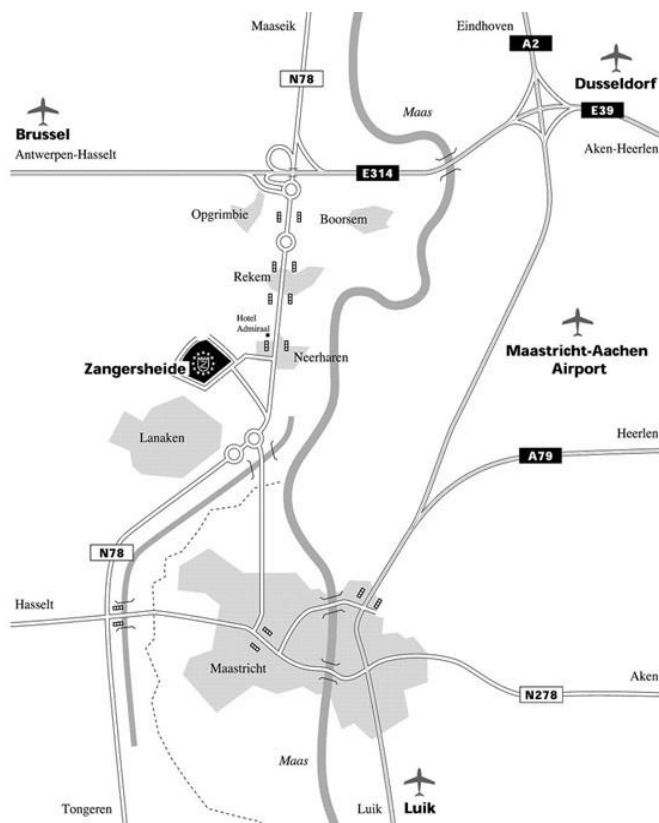 Maaseik
Eindhoven
A2
N78
Dusseldorf
Maas
E39
Brussel
Antwerpen-Hasselt
Aken-Heerlen
E314
Opgrimbie
Boorsem
Rekem
Hotel
Admiraal
Maastricht-Aachen
Airport
Neerharen
Zangersheide
Z
Lanaken
Heerlen
A79
N78
Hasselt
Maastricht
Aken
N278
Maas
Tongeren
Luik
Luik